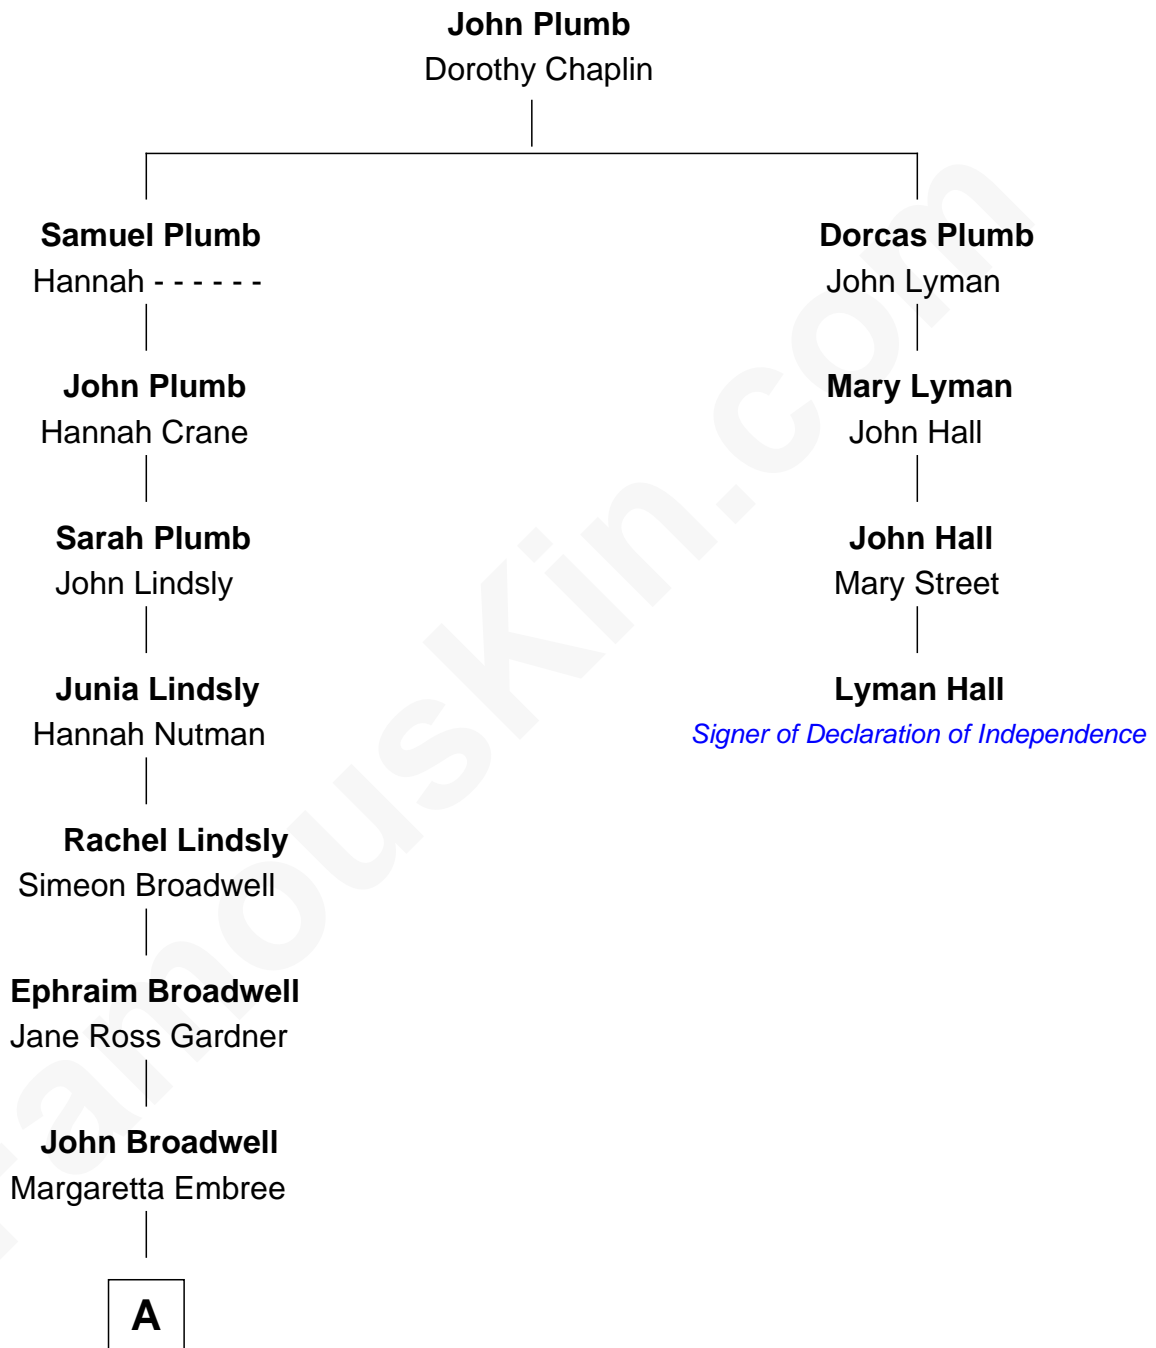 John Plumb
Dorothy Chaplin
Samuel Plumb
Hannah - - - - - -
Dorcas Plumb
John Lyman
John Plumb
Hannah Crane
Mary Lyman
John Hall
Sarah Plumb
John Lindsly
John Hall
Mary Street
Junia Lindsly
Hannah Nutman
Lyman Hall
Signer of Declaration of Independence
Rachel Lindsly
Simeon Broadwell
Ephraim Broadwell
Jane Ross Gardner
John Broadwell
Margaretta Embree
A
FamousKin.com